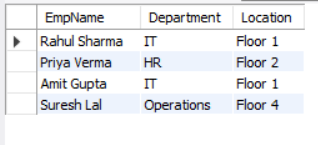 EmpName Department Location
Rahul Sharma IT Floor 1
Priya Verma HR Floor 2
Amit Gupta IT Floor 1
Suresh Lal Operations Floor 4